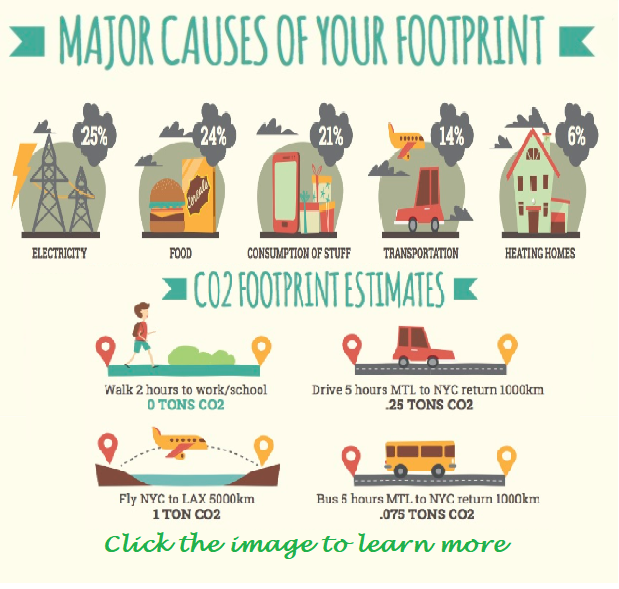 MAJOR CAUSES OF YOUR FOOTPRINT
25%
24%
21%
14%
6%
Cereals
ELECTRICITY
FOOD
CONSUMPTION OF STUFF
TRANSPORTATION
HEATING HOMES
CO2 FOOTPRINT ESTIMATES
Walk 2 hours to work/school
0 TONS CO2
Drive 5 hours MTL to NYC return 1000km
.25 TONS CO2
Fly NYC to LAX 5000km
1 TON CO2
Bus 5 hours MTL to NYC return 1000km
.075 TONS CO2
Click the image to learn more